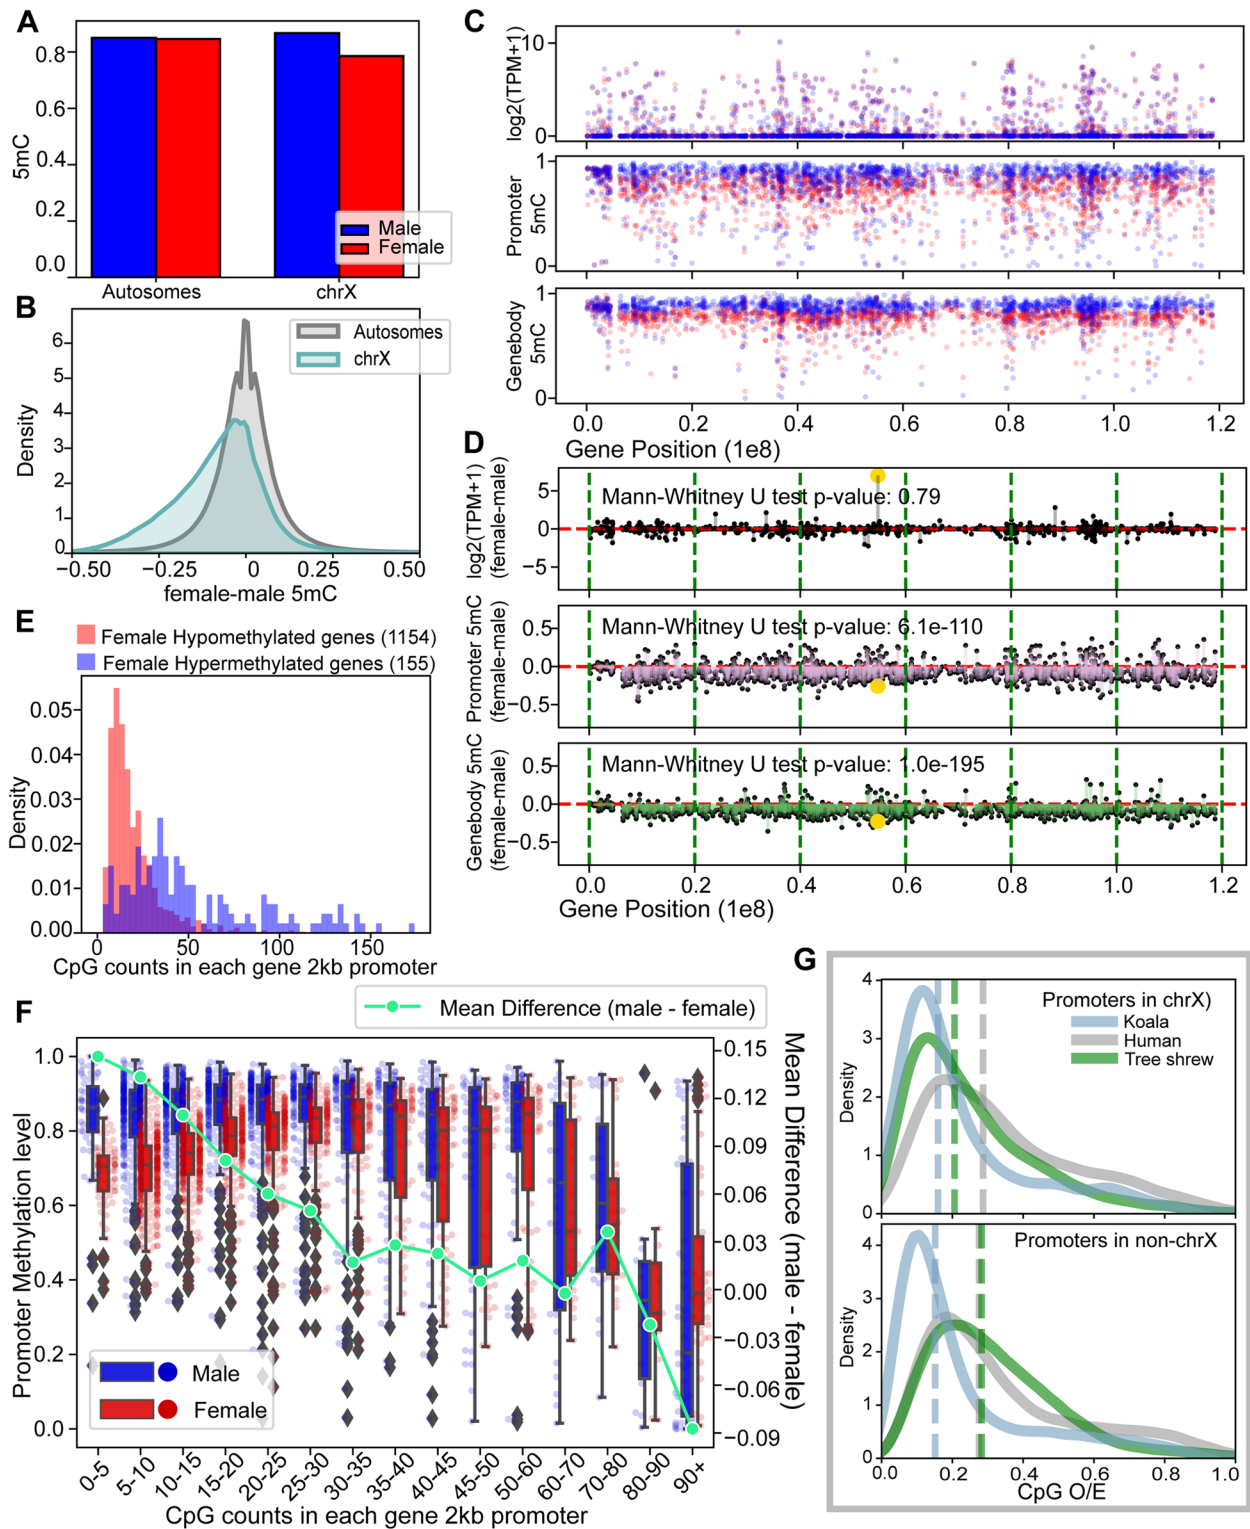 A
0.8
0.6
0.4
0.2
0.0
5mC
Male
Female
Autosomes
chrX
B
6
5
4
3
2
1
0
Density
Autosomes
chrX
−0.50
−0.25
0
0.25
0.50
female-male 5mC
C
10
0
log2(TPM+1)
1
0
Promoter
5mC
1
0
Genebody
5mC
0.0
0.2
0.4
0.6
0.8
1.0
1.2
Gene Position (1e8)
D
5
0
−5
log2(TPM+1)
(female-male)
Mann-Whitney U test p-value: 0.79
0.5
0.0
−0.5
Promoter 5mC
(female-male)
Mann-Whitney U test p-value: 6.1e-110
0.5
0.0
−0.5
Genebody 5mC
(female-male)
Mann-Whitney U test p-value: 1.0e-195
0.0
0.2
0.4
0.6
0.8
1.0
1.2
Gene Position (1e8)
E
Female Hypomethylated genes (1154)
Female Hypermethylated genes (155)
0.05
0.04
0.03
0.02
0.01
0.00
Density
0
50
100
150
CpG counts in each gene 2kb promoter
F
Mean Difference (male - female)
1.0
0.8
0.6
0.4
0.2
0.0
Promoter Methylation level
Male
Female
0.15
0.12
0.09
0.06
0.03
0.00
−0.03
−0.06
−0.09
Mean Difference (male - female)
0-5
5-10
10-15
15-20
20-25
25-30
30-35
35-40
40-45
45-50
50-60
60-70
70-80
80-90
90+
CpG counts in each gene 2kb promoter
G
4
3
2
1
0
Density
Promoters in chrX)
Koala
Human
Tree shrew
4
3
2
1
0
Density
Promoters in non-chrX
0.0
0.2
0.4
0.6
0.8
1.0
CpG O/E